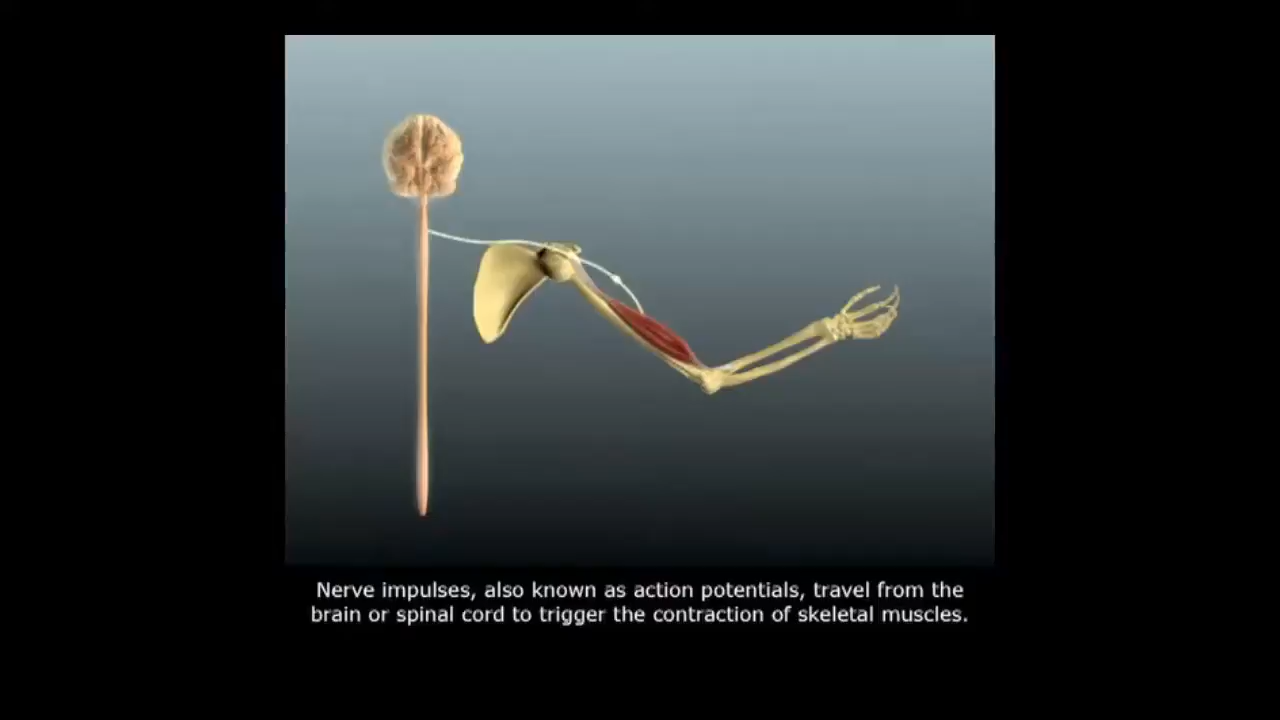 Nerve impulses, also known as action potentials, travel from the
brain or spinal cord to trigger the contraction of skeletal muscles.